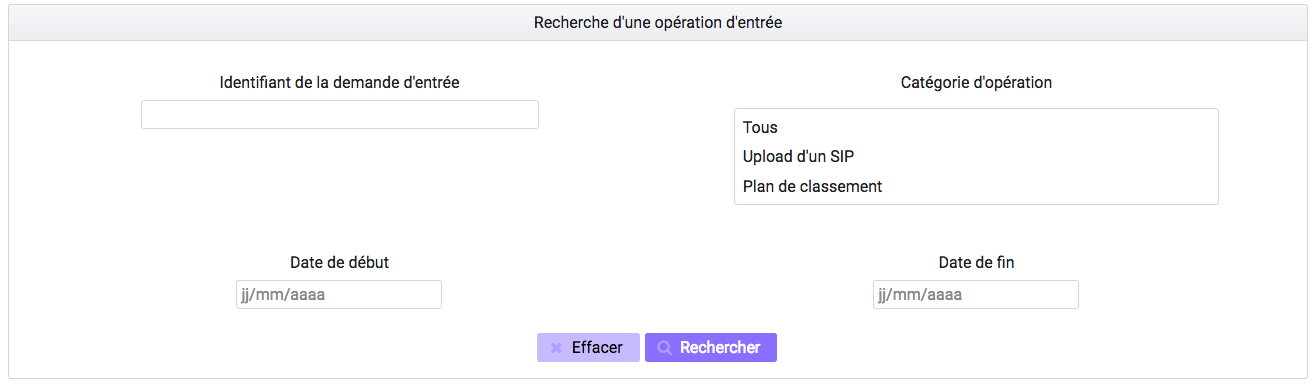 Recherche d'une opération d'entrée
Identifiant de la demande d'entrée
Catégorie d'opération
Tous
Upload d'un SIP
Plan de classement
Date de début
Date de fin
jj/mm/aaaa
jj/mm/aaaa
Effacer
Rechercher